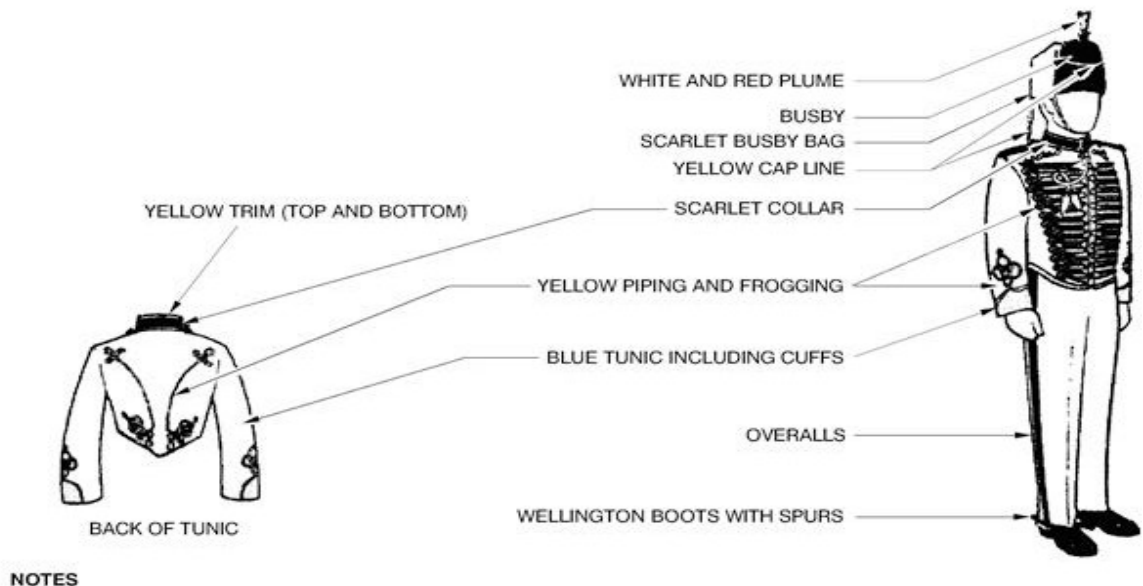 WHITE AND RED PLUME
BUSBY
SCARLET BUSBY BAG
YELLOW CAP LINE
YELLOW TRIM (TOP AND BOTTOM)
SCARLET COLLAR
YELLOW PIPING AND FROGGING
BLUE TUNIC INCLUDING CUFFS
OVERALLS
WELLINGTON BOOTS WITH SPURS
BACK OF TUNIC
NOTES